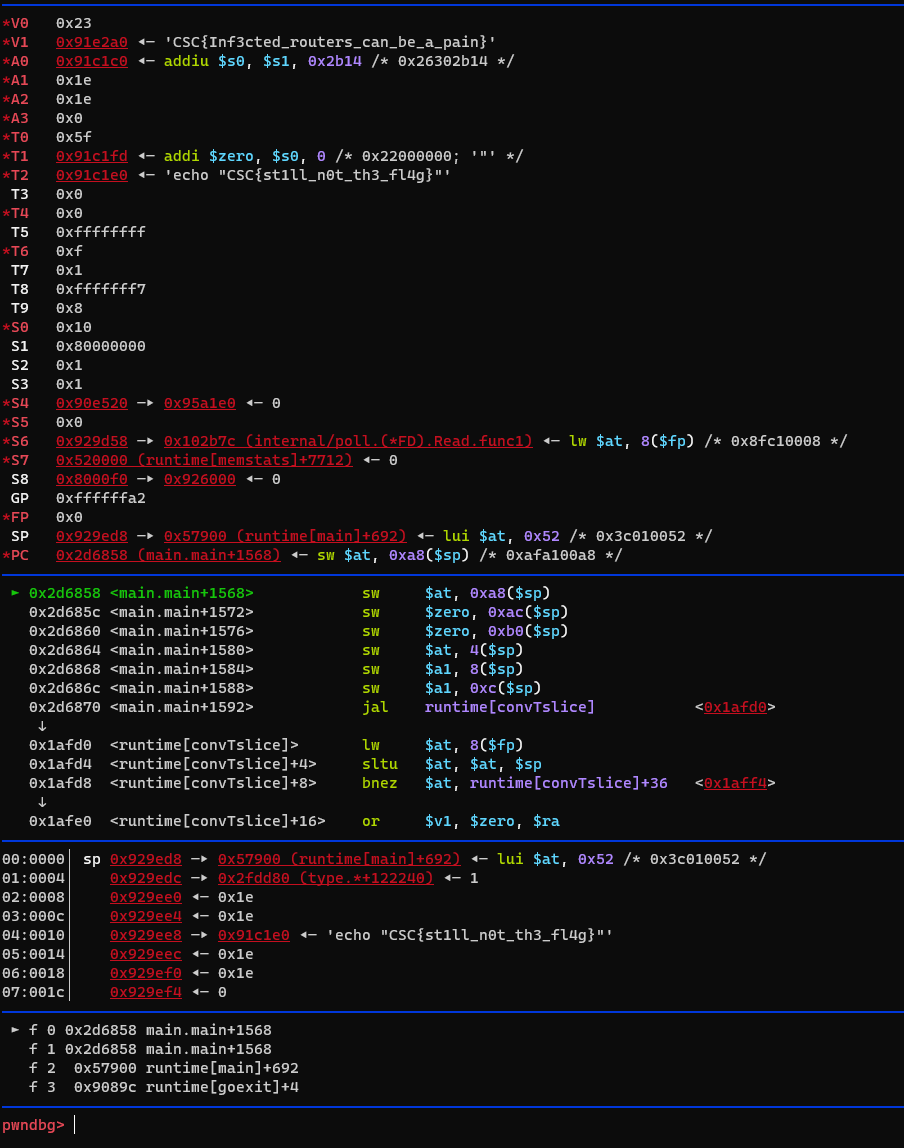 *V0   0x23
*V1   0x91e2a0 ◂— 'CSC{Inf3cted_routers_can_be_a_pain}'
*A0   0x91c1c0 ◂— addiu $s0, $s1, 0x2b14 /* 0x26302b14 */
*A1   0x1e
*A2   0x1e
*A3   0x0
*T0   0x5f
*T1   0x91c1fd ◂— addi $zero, $s0, 0 /* 0x22000000; '"' */
*T2   0x91c1e0 ◂— 'echo "CSC{st1ll_n0t_th3_fl4g}"'
 T3   0x0
*T4   0x0
 T5   0xffffffff
*T6   0xf
 T7   0x1
 T8   0xfffffff7
 T9   0x8
*S0   0x10
 S1   0x80000000
 S2   0x1
 S3   0x1
*S4   0x90e520 —▸ 0x95a1e0 ◂— 0
*S5   0x0
*S6   0x929d58 —▸ 0x102b7c (internal/poll.(*FD).Read.func1) ◂— lw $at, 8($fp) /* 0x8fc10008 */
*S7   0x520000 (runtime[memstats]+7712) ◂— 0
 S8   0x8000f0 —▸ 0x926000 ◂— 0
 GP   0xffffffa2
*FP   0x0
 SP   0x929ed8 —▸ 0x57900 (runtime[main]+692) ◂— lui $at, 0x52 /* 0x3c010052 */
*PC   0x2d6858 (main.main+1568) ◂— sw $at, 0xa8($sp) /* 0xafa100a8 */
 ► 0x2d6858 <main.main+1568>            sw     $at, 0xa8($sp)
   0x2d685c <main.main+1572>            sw     $zero, 0xac($sp)
   0x2d6860 <main.main+1576>            sw     $zero, 0xb0($sp)
   0x2d6864 <main.main+1580>            sw     $at, 4($sp)
   0x2d6868 <main.main+1584>            sw     $a1, 8($sp)
   0x2d686c <main.main+1588>            sw     $a1, 0xc($sp)
   0x2d6870 <main.main+1592>            jal    runtime[convTslice]           <0x1afd0>
    ↓
   0x1afd0  <runtime[convTslice]>       lw     $at, 8($fp)
   0x1afd4  <runtime[convTslice]+4>     sltu   $at, $at, $sp
   0x1afd8  <runtime[convTslice]+8>     bnez   $at, runtime[convTslice]+36   <0x1aff4>
    ↓
   0x1afe0  <runtime[convTslice]+16>    or     $v1, $zero, $ra
00:0000│ sp 0x929ed8 —▸ 0x57900 (runtime[main]+692) ◂— lui $at, 0x52 /* 0x3c010052 */
01:0004│    0x929edc —▸ 0x2fdd80 (type.*+122240) ◂— 1
02:0008│    0x929ee0 ◂— 0x1e
03:000c│    0x929ee4 ◂— 0x1e
04:0010│    0x929ee8 —▸ 0x91c1e0 ◂— 'echo "CSC{st1ll_n0t_th3_fl4g}"'
05:0014│    0x929eec ◂— 0x1e
06:0018│    0x929ef0 ◂— 0x1e
07:001c│    0x929ef4 ◂— 0
 ► f 0 0x2d6858 main.main+1568
   f 1 0x2d6858 main.main+1568
   f 2  0x57900 runtime[main]+692
   f 3  0x9089c runtime[goexit]+4
pwndbg>